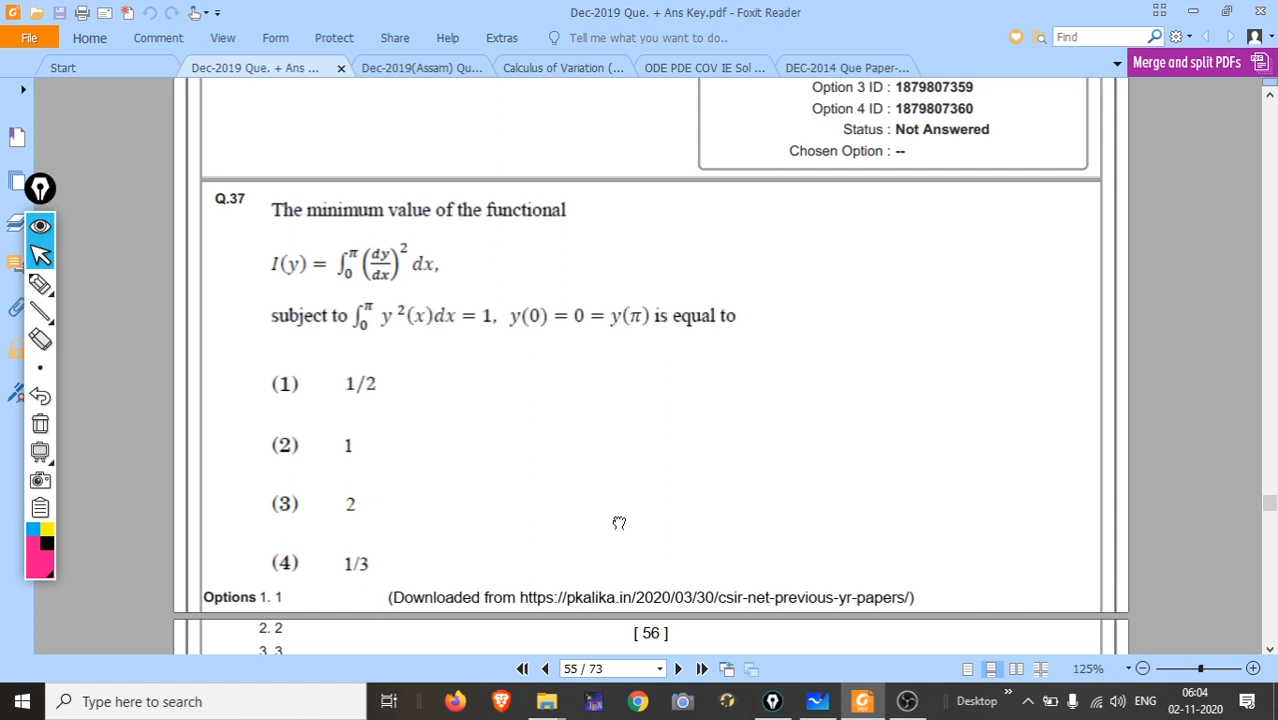 Dec-2019 Que. + Ans Key.pdf - Foxit Reader
File Home Comment View Form Protect Share Help Extras Tell me what you want to do.. Find
Start Dec-2019 Que. + Ans ... Dec-2019(Assam) Qu... Calculus of Variation (... ODE PDE COV IE Sol ... DEC-2014 Que Paper-... Merge and split PDFs
Option 3 ID : 1879807359
Option 4 ID : 1879807360
Status : Not Answered
Chosen Option : --
Q.37
The minimum value of the functional
I(y) = ∫₀^π (dy/dx)² dx,
subject to ∫₀^π y ²(x)dx = 1, y(0) = 0 = y(π) is equal to
(1) 1/2
(2) 1
(3) 2
(4) 1/3
Options 1. 1 (Downloaded from https://pkalika.in/2020/03/30/csir-net-previous-yr-papers/)
2. 2 [ 56 ]
3. 3
55 / 73 125%
Type here to search Desktop ENG 06:04
02-11-2020